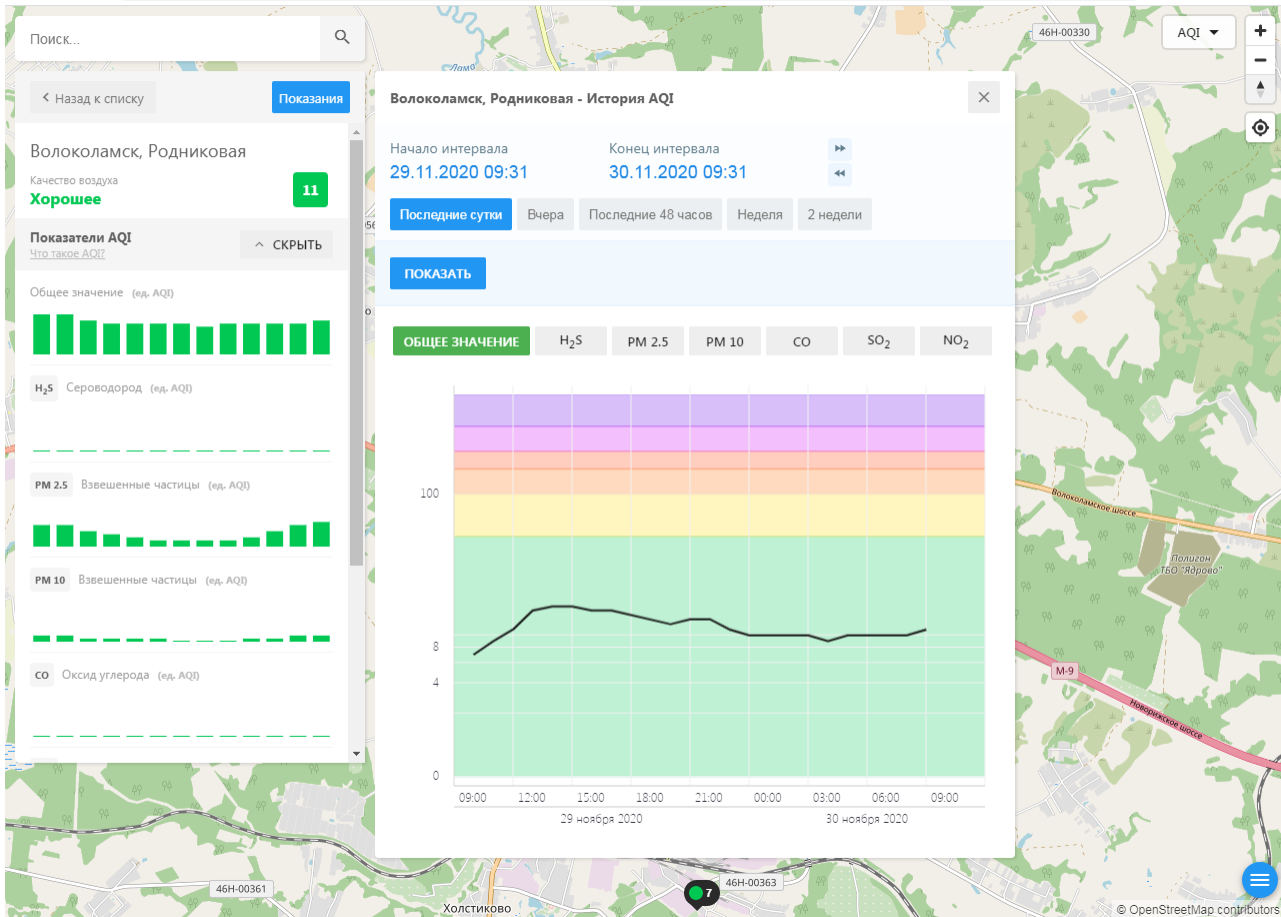 Поиск...
Назад к списку
Показания
Волоколамск, Родниковая
Качество воздуха
Хорошее
11
Показатели AQI
Что такое AQI?
СКРЫТЬ
Общее значение (ед. AQI)
H2S Сероводород (ед. AQI)
PM 2.5 Взвешенные частицы (ед. AQI)
PM 10 Взвешенные частицы (ед. AQI)
CO Оксид углерода (ед. AQI)
Волоколамск, Родниковая - История AQI
Начало интервала
29.11.2020 09:31
Конец интервала
30.11.2020 09:31
Последние сутки
Вчера
Последние 48 часов
Неделя
2 недели
ПОКАЗАТЬ
ОБЩЕЕ ЗНАЧЕНИЕ
H2S
PM 2.5
PM 10
CO
SO2
NO2
100
8
4
0
09:00 12:00 15:00 18:00 21:00 00:00 03:00 06:00 09:00
29 ноября 2020
30 ноября 2020
46Н-00330
AQI
Волоколамское шоссе
Полигон
ТБО "Ядрово"
М-9
Новорижское шоссе
46Н-00361
46Н-00363
7
Холстиково
© OpenStreetMap contributors